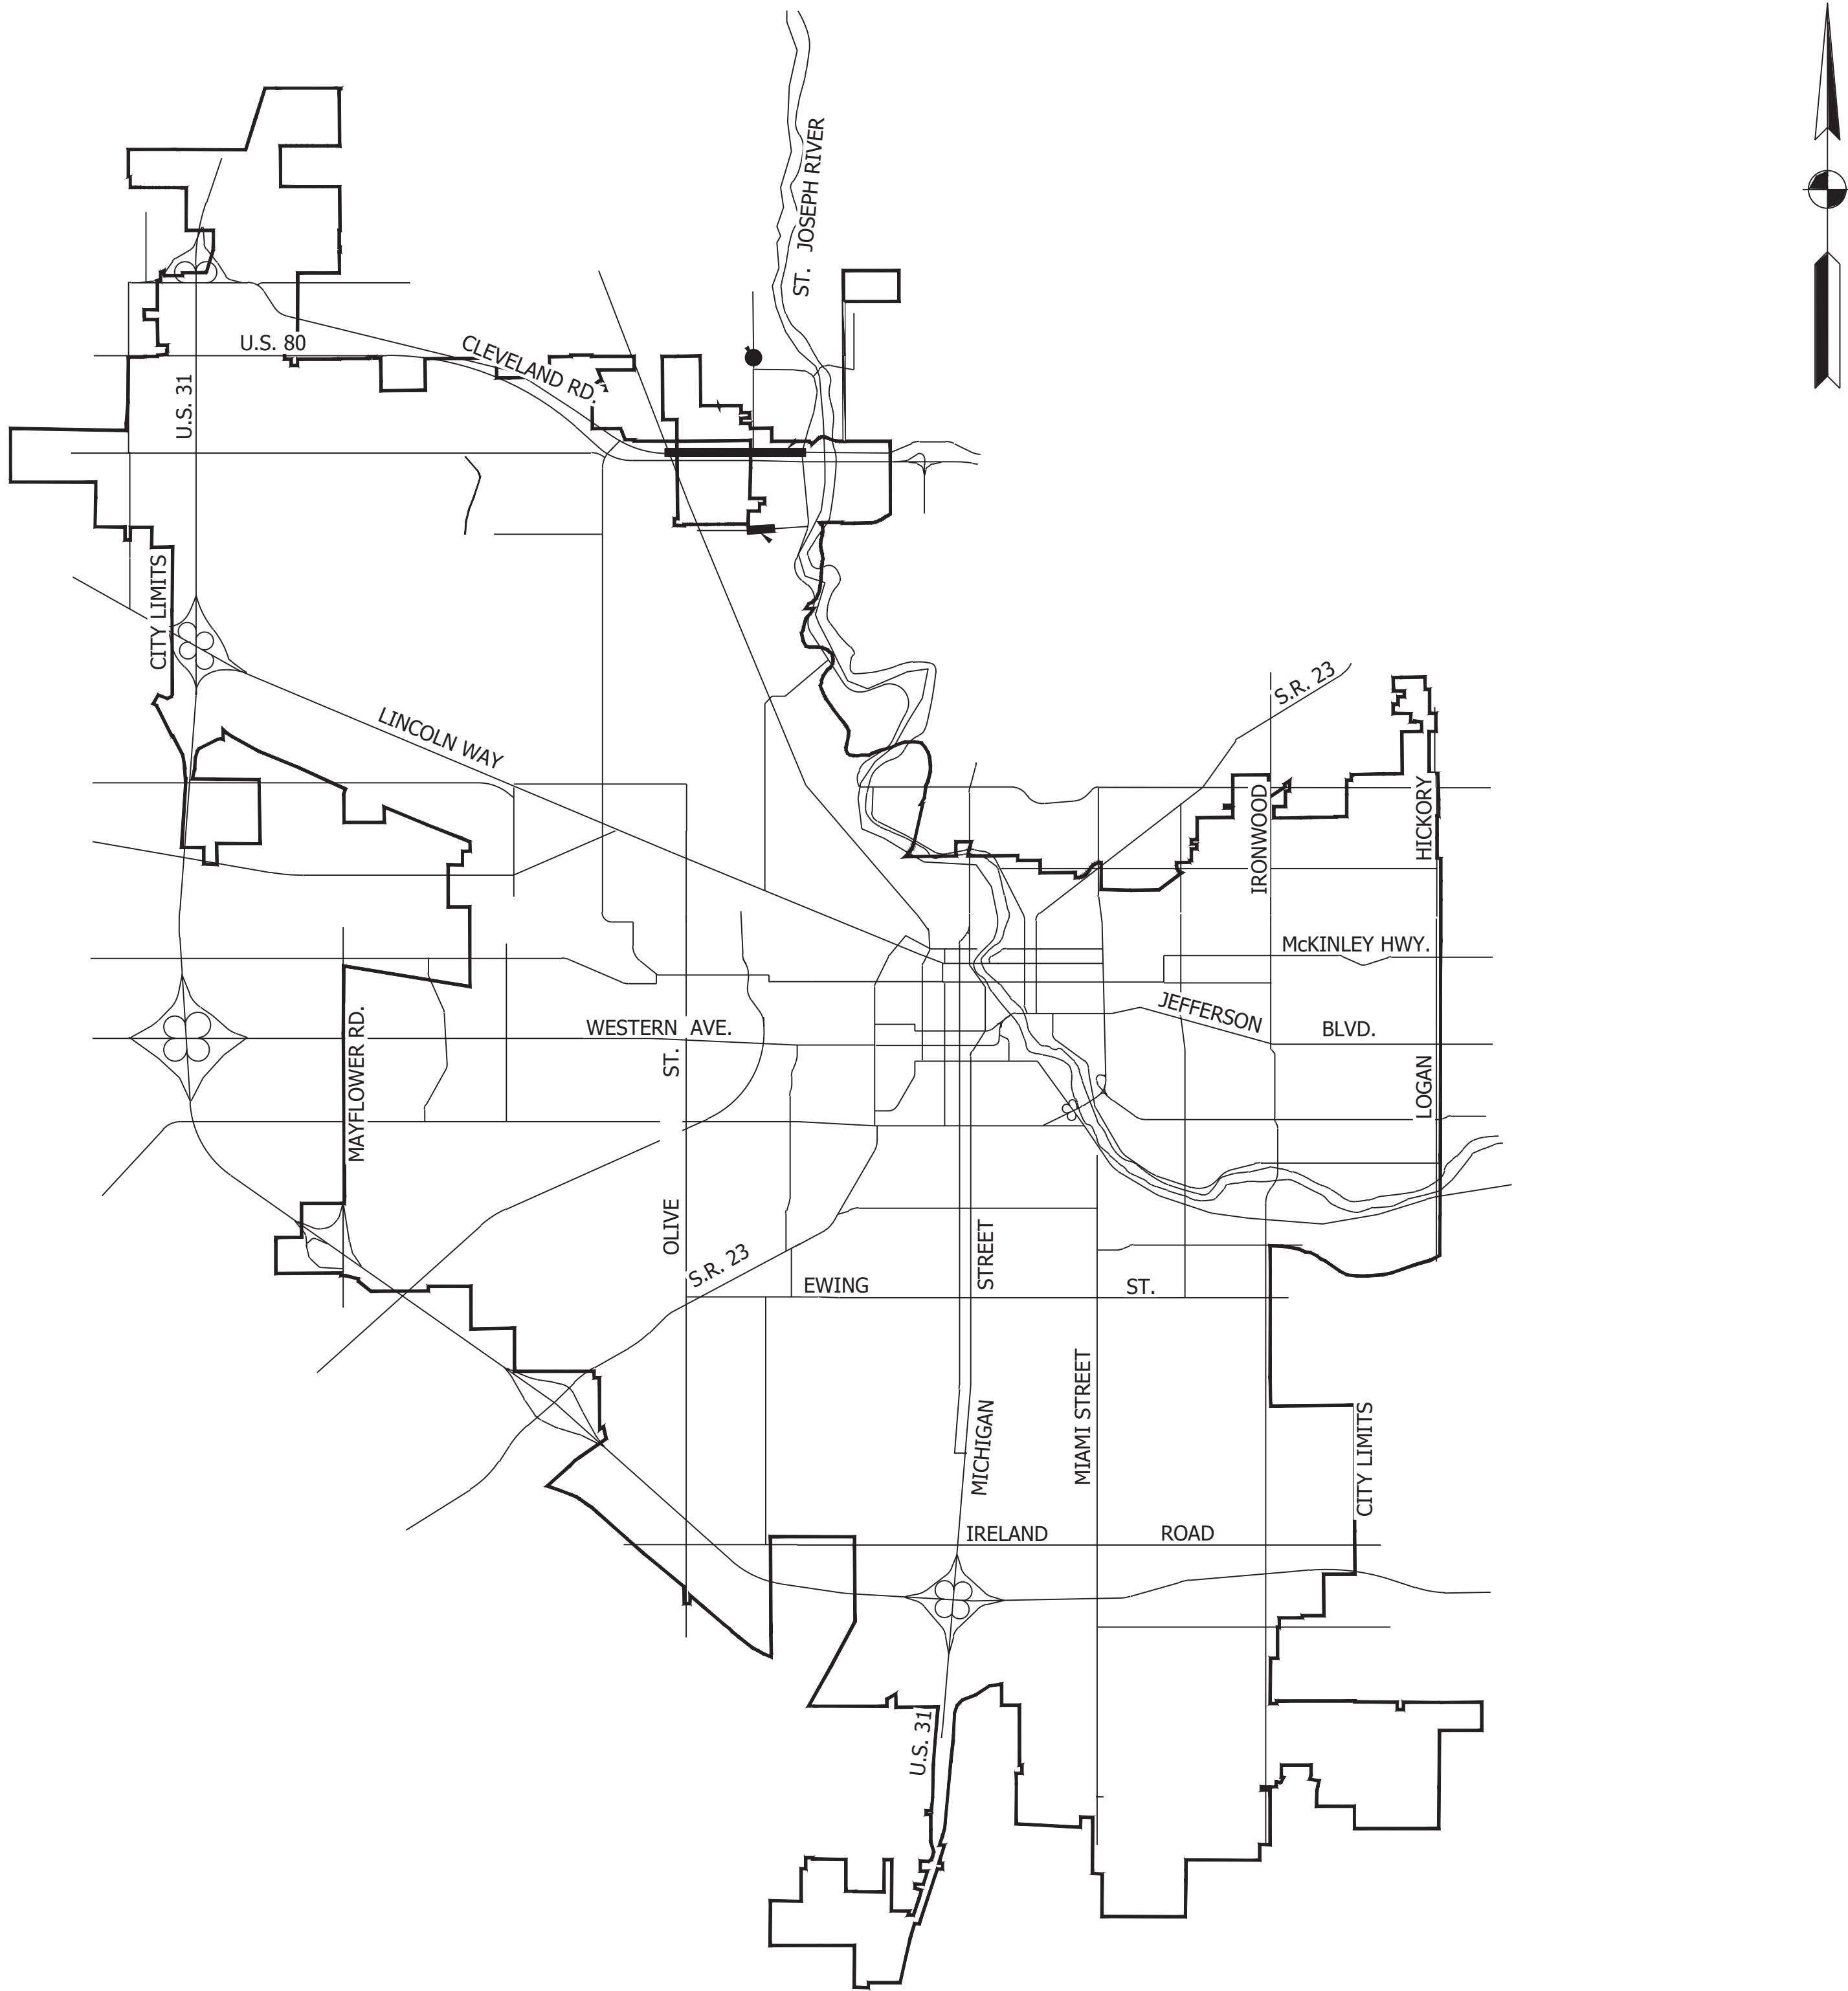 ST. JOSEPH RIVER
U.S. 80
CLEVELAND RD.
U.S. 31
CITY LIMITS
S.R. 23
LINCOLN WAY
IRONWOOD
HICKORY
McKINLEY HWY.
JEFFERSON
BLVD.
WESTERN AVE.
MAYFLOWER RD.
ST.
LOGAN
OLIVE
S.R. 23
STREET
EWING
ST.
MIAMI STREET
MICHIGAN
CITY LIMITS
IRELAND
ROAD
U.S. 31